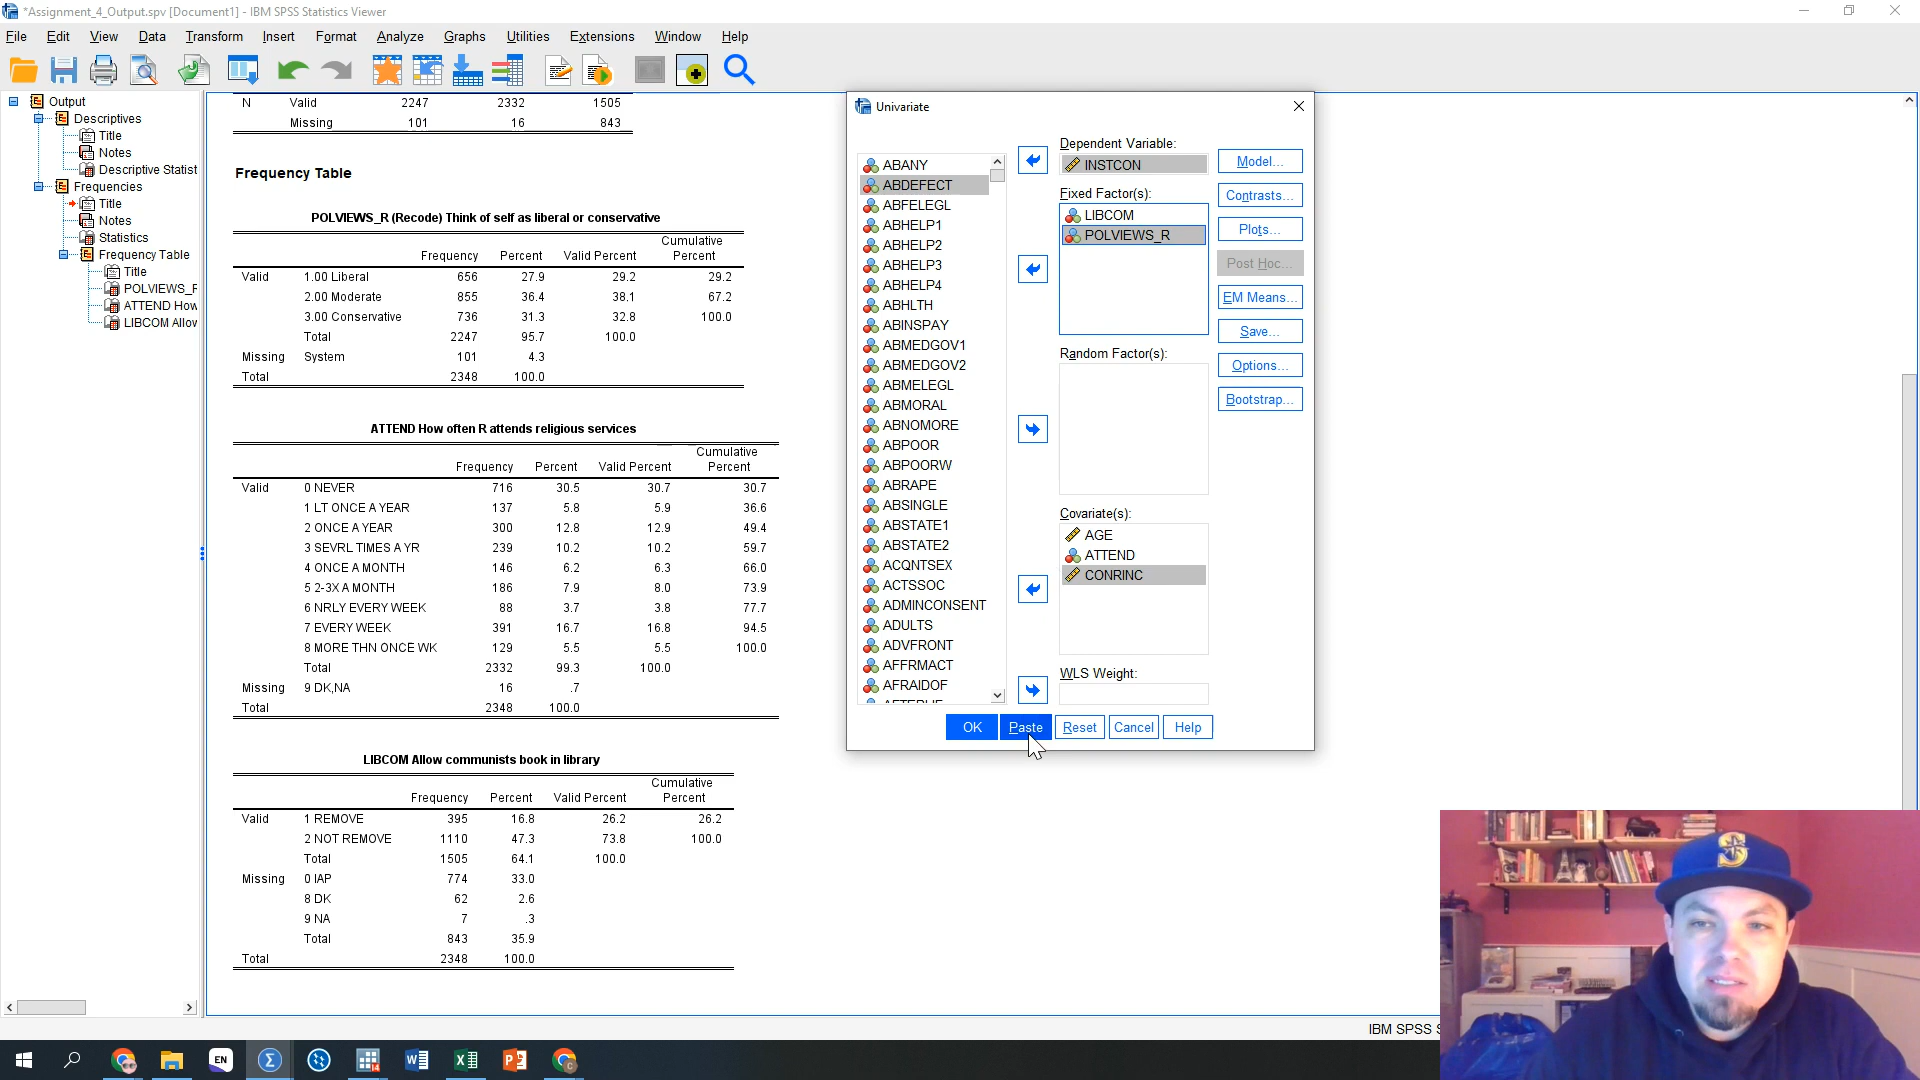 *Assignment_4_Output.spv [Document1] - IBM SPSS Statistics Viewer
File Edit View Data Transform Insert Format Analyze Graphs Utilities Extensions Window Help
Output
Descriptives
Title
Notes
Descriptive Statist
Frequencies
Title
Notes
Statistics
Frequency Table
Title
POLVIEWS_R
ATTEND How
LIBCOM Allow
N Valid 2247 2332 1505
Missing 101 16 843
Frequency Table
POLVIEWS_R (Recode) Think of self as liberal or conservative
Frequency Percent Valid Percent Cumulative Percent
Valid 1.00 Liberal 656 27.9 29.2 29.2
2.00 Moderate 855 36.4 38.1 67.2
3.00 Conservative 736 31.3 32.8 100.0
Total 2247 95.7 100.0
Missing System 101 4.3
Total 2348 100.0
ATTEND How often R attends religious services
Frequency Percent Valid Percent Cumulative Percent
Valid 0 NEVER 716 30.5 30.7 30.7
1 LT ONCE A YEAR 137 5.8 5.9 36.6
2 ONCE A YEAR 300 12.8 12.9 49.4
3 SEVRL TIMES A YR 239 10.2 10.2 59.7
4 ONCE A MONTH 146 6.2 6.3 66.0
5 2-3X A MONTH 186 7.9 8.0 73.9
6 NRLY EVERY WEEK 88 3.7 3.8 77.7
7 EVERY WEEK 391 16.7 16.8 94.5
8 MORE THN ONCE WK 129 5.5 5.5 100.0
Total 2332 99.3 100.0
Missing 9 DK,NA 16 .7
Total 2348 100.0
LIBCOM Allow communists book in library
Frequency Percent Valid Percent Cumulative Percent
Valid 1 REMOVE 395 16.8 26.2 26.2
2 NOT REMOVE 1110 47.3 73.8 100.0
Total 1505 64.1 100.0
Missing 0 IAP 774 33.0
8 DK 62 2.6
9 NA 7 .3
Total 843 35.9
Total 2348 100.0
Univariate
ABANY
ABDEFECT
ABFELEGL
ABHELP1
ABHELP2
ABHELP3
ABHELP4
ABHLTH
ABINSPAY
ABMEDGOV1
ABMEDGOV2
ABMELEGL
ABMORAL
ABNOMORE
ABPOOR
ABPOORW
ABRAPE
ABSINGLE
ABSTATE1
ABSTATE2
ACQNTSEX
ACTSSOC
ADMINCONSENT
ADULTS
ADVFRONT
AFFRMACT
AFRAIDOF
Dependent Variable:
INSTCON
Fixed Factor(s):
LIBCOM
POLVIEWS_R
Random Factor(s):
Covariate(s):
AGE
ATTEND
CONRINC
WLS Weight:
Model...
Contrasts...
Plots...
Post Hoc...
EM Means...
Save...
Options...
Bootstrap...
OK Paste Reset Cancel Help
IBM SPSS S
EN
S